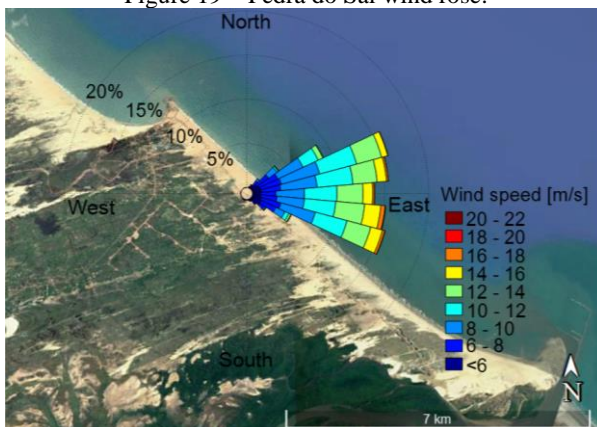 Figure 19 – Pedra do Sal wind rose.
North
20%
15%
10%
5%
West
East
Wind speed [m/s]
20 - 22
18 - 20
16 - 18
14 - 16
12 - 14
10 - 12
8 - 10
6 - 8
<6
South
N
7 km